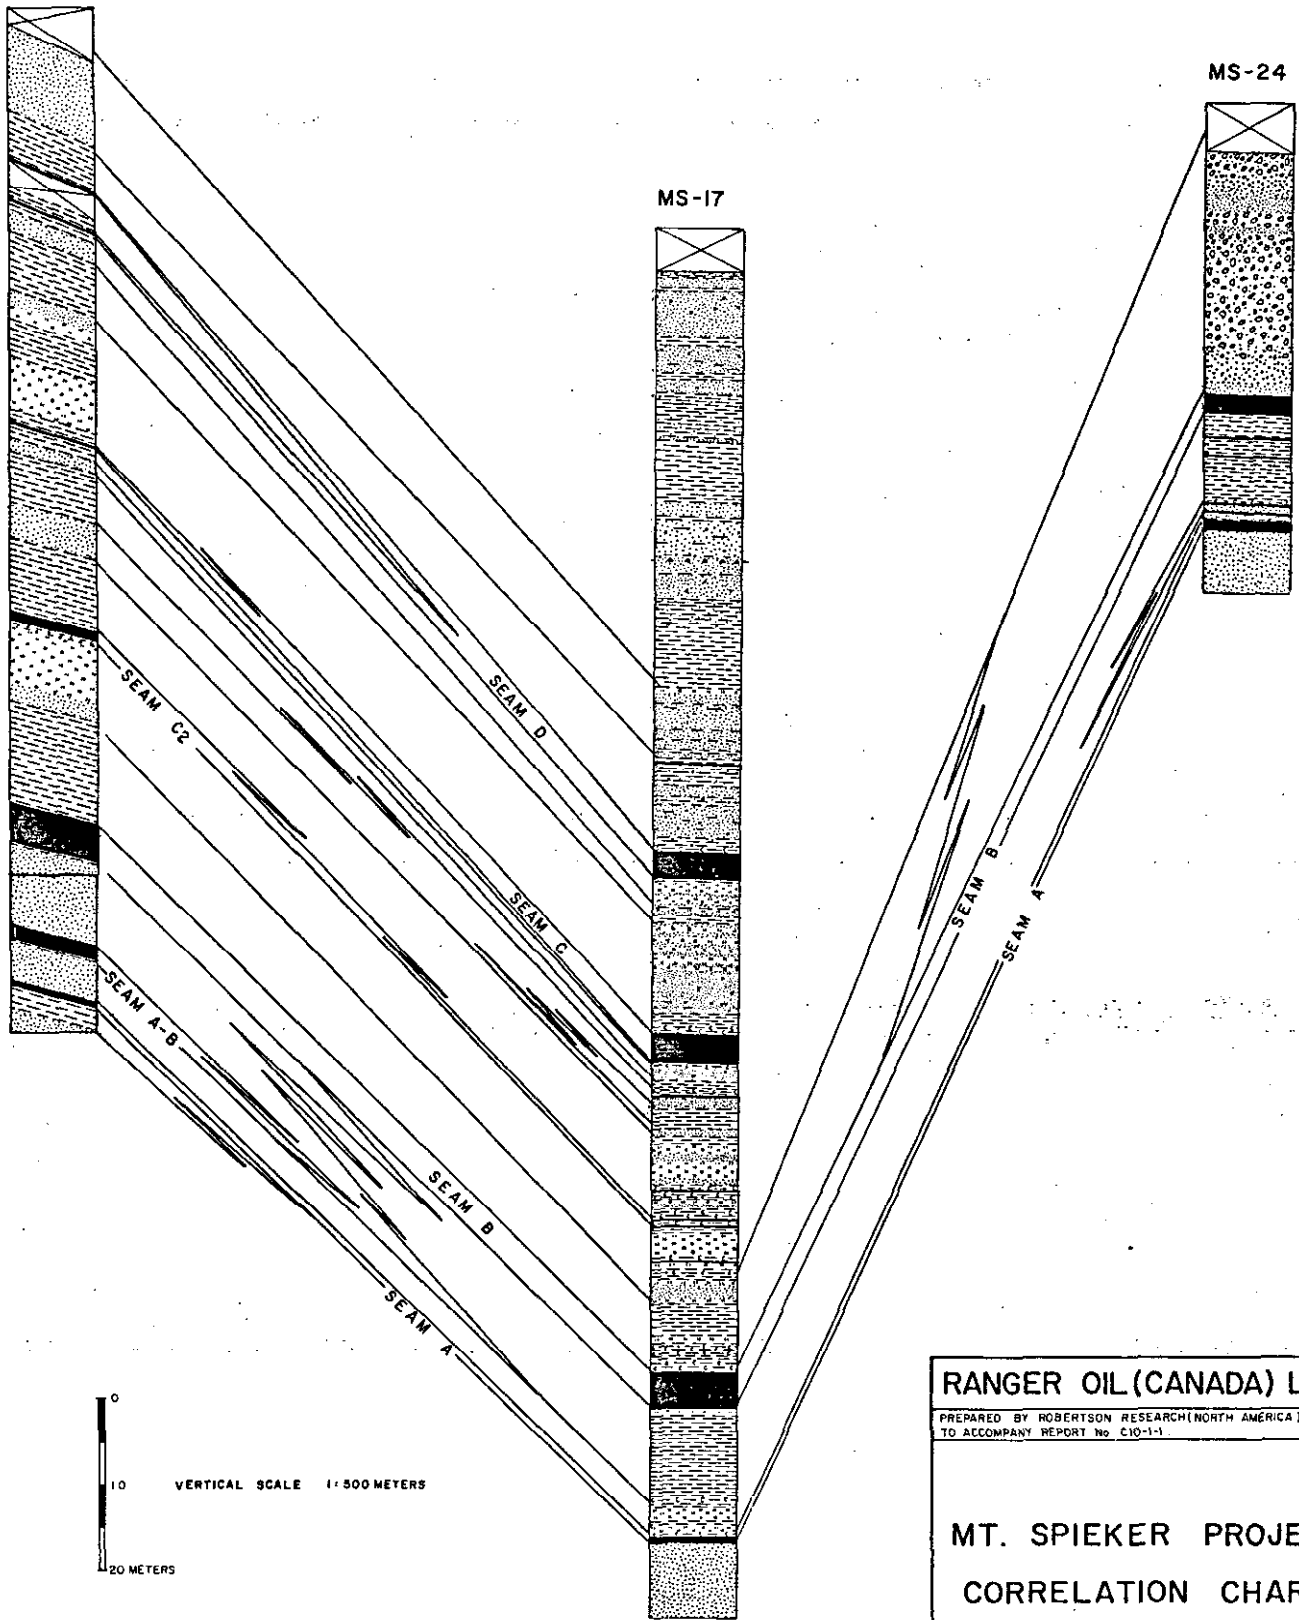 MS-24
MS-17
SEAM D
SEAM C2
SEAM C
SEAM B
SEAM A
SEAM A-B
SEAM B
SEAM A
0
10
20 METERS
VERTICAL SCALE 1:500 METERS
RANGER OIL (CANADA) L
PREPARED BY ROBERTSON RESEARCH (NORTH AMERICA)
TO ACCOMPANY REPORT No C10-1-1
MT. SPIEKER PROJE
CORRELATION CHAR